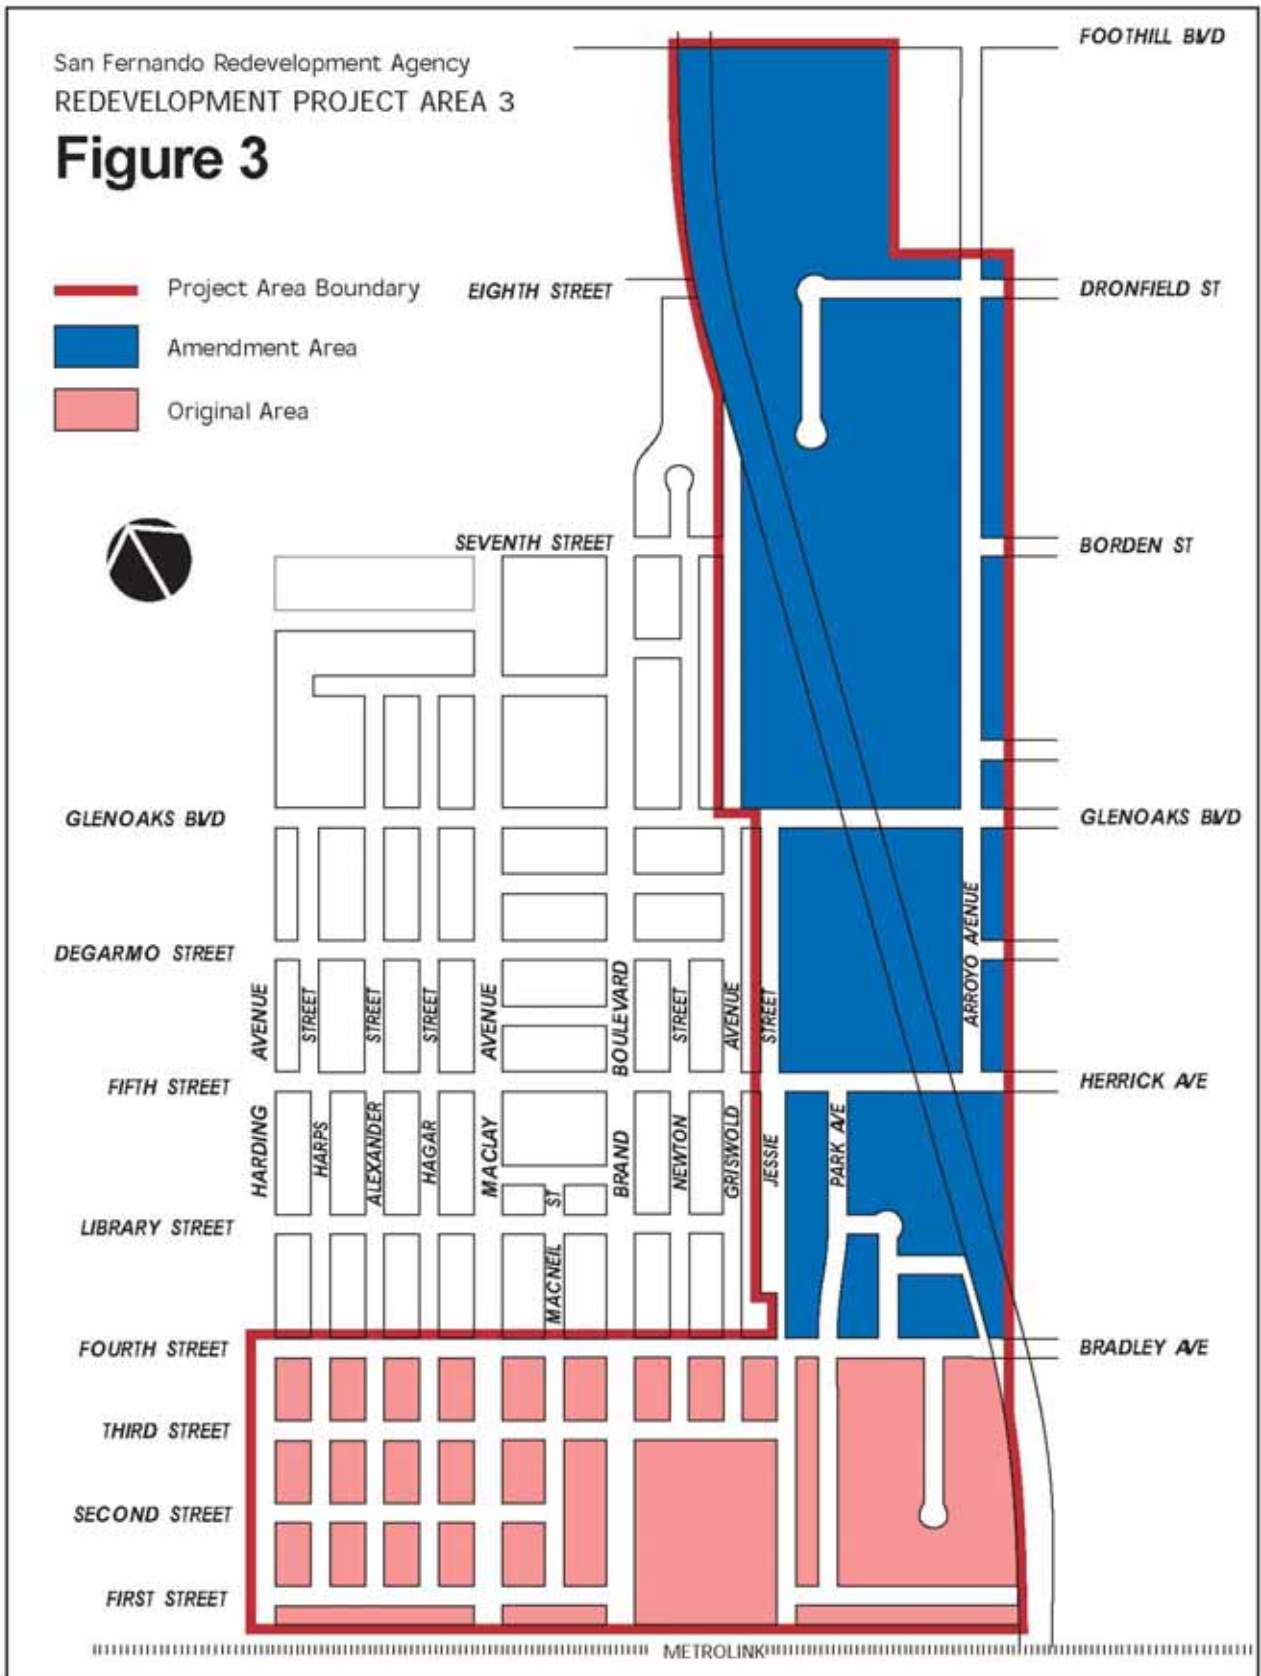 San Fernando Redevelopment Agency
REDEVELOPMENT PROJECT AREA 3
Figure 3
Project Area Boundary
Amendment Area
Original Area
FOOTHILL BLVD
EIGHTH STREET
DRONFIELD ST
SEVENTH STREET
BORDEN ST
GLENOAKS BLVD
GLENOAKS BLVD
DEGARMO STREET
ARROYO AVENUE
HARDING AVENUE
HARPS STREET
ALEXANDER STREET
HAGAR STREET
MACLAY AVENUE
BRAND BOULEVARD
NEWTON STREET
GRISWOLD AVENUE
JESSIE STREET
FIFTH STREET
HERRICK AVE
PARK AVE
LIBRARY STREET
MACNEIL ST
FOURTH STREET
BRADLEY AVE
THIRD STREET
SECOND STREET
FIRST STREET
METROLINK